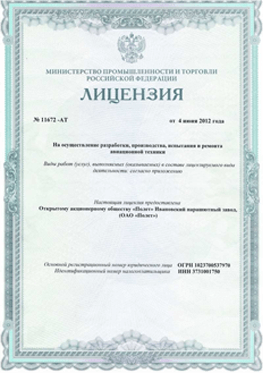 МИНИСТЕРСТВО ПРОМЫШЛЕННОСТИ И ТОРГОВЛИ
РОССИЙСКОЙ ФЕДЕРАЦИИ
ЛИЦЕНЗИЯ
№ 11672 -АТ от 4 июня 2012 года
На осуществление разработки, производства, испытания и ремонта
авиационной техники
Виды работ (услуг), выполняемых (оказываемых) в составе лицензируемого вида
деятельности: согласно приложению
Настоящая лицензия предоставлена
Открытому акционерному обществу «Полет» Ивановский парашютный завод,
(ОАО «Полет»)
Основной регистрационный номер юридического лица ОГРН 1023700537970
Идентификационный номер налогоплательщика ИНН 3731001750